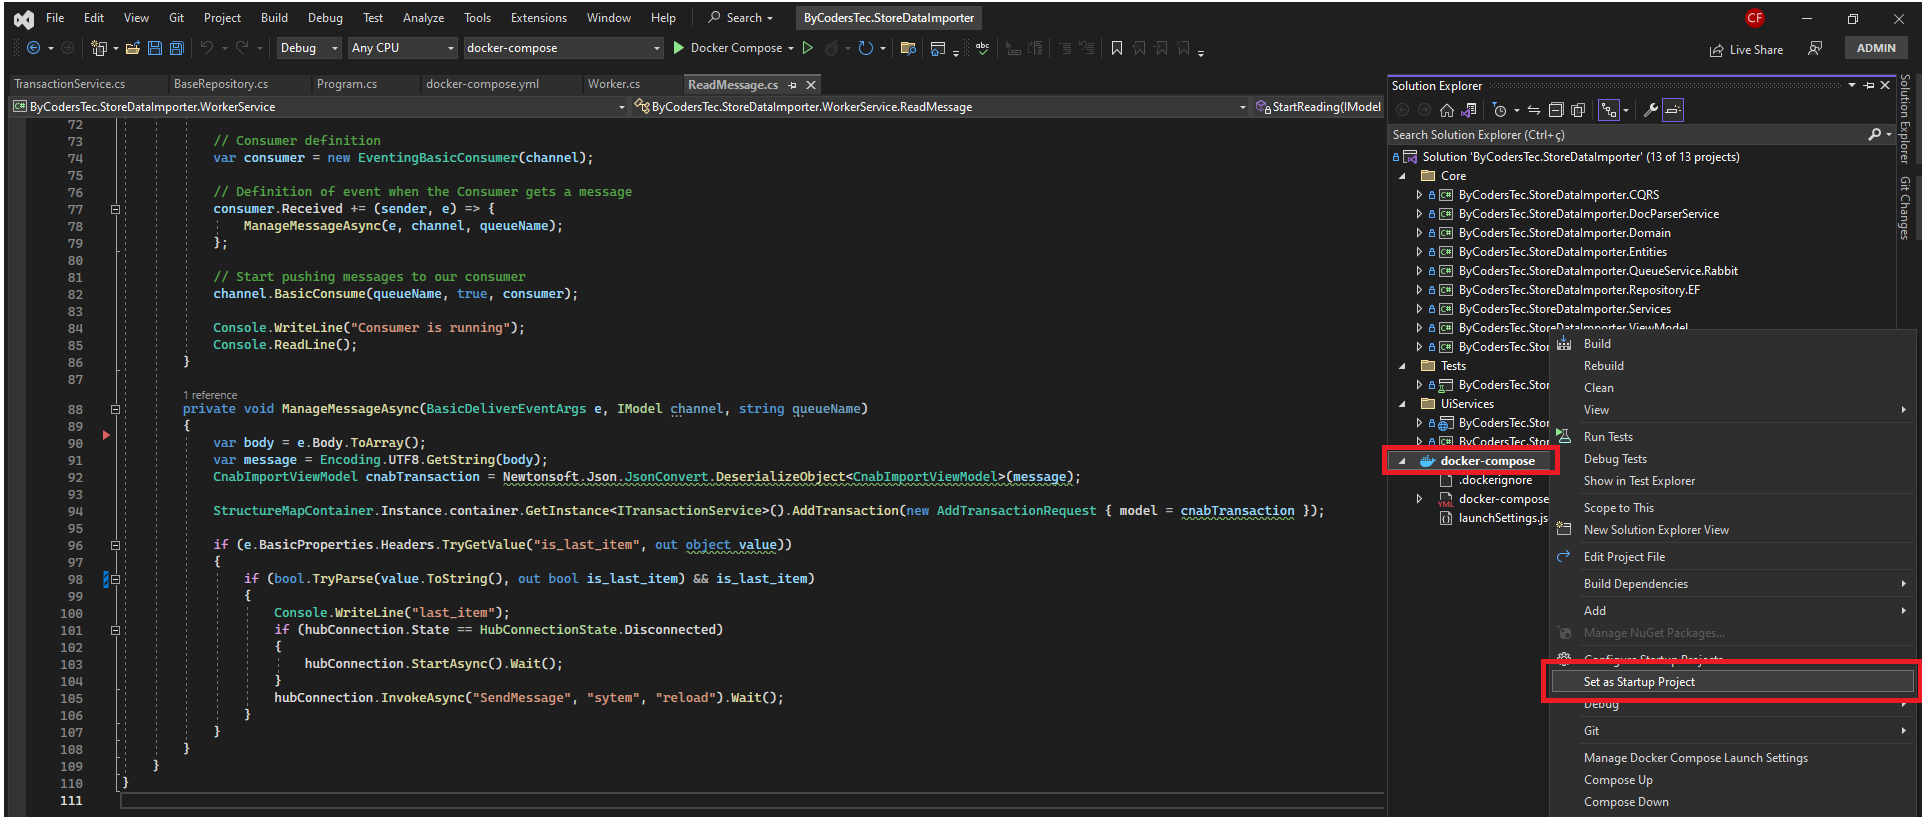 File Edit View Git Project Build Debug Test Analyze Tools Extensions Window Help Search ByCodersTec.StoreDataImporter CF
Debug Any CPU docker-compose Docker Compose Live Share ADMIN
TransactionService.cs BaseRepository.cs Program.cs docker-compose.yml Worker.cs ReadMessage.cs
ByCodersTec.StoreDataImporter.WorkerService ByCodersTec.StoreDataImporter.WorkerService.ReadMessage StartReading(IModel
72
73 // Consumer definition
74 var consumer = new EventingBasicConsumer(channel);
75
76 // Definition of event when the Consumer gets a message
77 consumer.Received += (sender, e) => {
78 ManageMessageAsync(e, channel, queueName);
79 };
80
81 // Start pushing messages to our consumer
82 channel.BasicConsume(queueName, true, consumer);
83
84 Console.WriteLine("Consumer is running");
85 Console.ReadLine();
86 }
87
1 reference
88 private void ManageMessageAsync(BasicDeliverEventArgs e, IModel channel, string queueName)
89 {
90 var body = e.Body.ToArray();
91 var message = Encoding.UTF8.GetString(body);
92 CnabImportViewModel cnabTransaction = Newtonsoft.Json.JsonConvert.DeserializeObject<CnabImportViewModel>(message);
93
94 StructureMapContainer.Instance.container.GetInstance<ITransactionService>().AddTransaction(new AddTransactionRequest { model = cnabTransaction });
95
96 if (e.BasicProperties.Headers.TryGetValue("is_last_item", out object value))
97 {
98 if (bool.TryParse(value.ToString(), out bool is_last_item) && is_last_item)
99 {
100 Console.WriteLine("last_item");
101 if (hubConnection.State == HubConnectionState.Disconnected)
102 {
103 hubConnection.StartAsync().Wait();
104 }
105 hubConnection.InvokeAsync("SendMessage", "sytem", "reload").Wait();
106 }
107 }
108 }
109 }
110 }
111
Solution Explorer
Search Solution Explorer (Ctrl+ç)
Solution 'ByCodersTec.StoreDataImporter' (13 of 13 projects)
Core
ByCodersTec.StoreDataImporter.CQRS
ByCodersTec.StoreDataImporter.DocParserService
ByCodersTec.StoreDataImporter.Domain
ByCodersTec.StoreDataImporter.Entities
ByCodersTec.StoreDataImporter.QueueService.Rabbit
ByCodersTec.StoreDataImporter.Repository.EF
ByCodersTec.StoreDataImporter.Services
ByCodersTec.StoreDataImporter.ViewModel
ByCodersTec.Stor
Tests
ByCodersTec.Stor
UiServices
ByCodersTec.Stor
ByCodersTec.Stor
docker-compose
.dockerignore
docker-compose
launchSettings.js
Build
Rebuild
Clean
View
Run Tests
Debug Tests
Show in Test Explorer
Scope to This
New Solution Explorer View
Edit Project File
Build Dependencies
Add
Manage NuGet Packages...
Configure Startup Projects
Set as Startup Project
Debug
Git
Manage Docker Compose Launch Settings
Compose Up
Compose Down
Solution Explorer
Git Changes